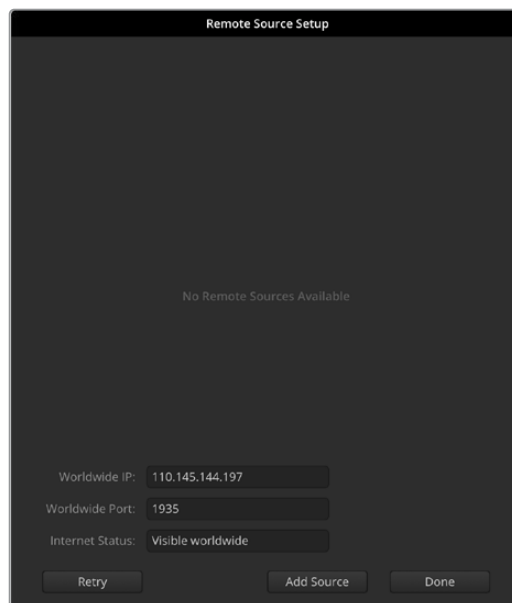 Remote Source Setup
No Remote Sources Available
Worldwide IP: 110.145.144.197
Worldwide Port: 1935
Internet Status: Visible worldwide
Retry Add Source Done